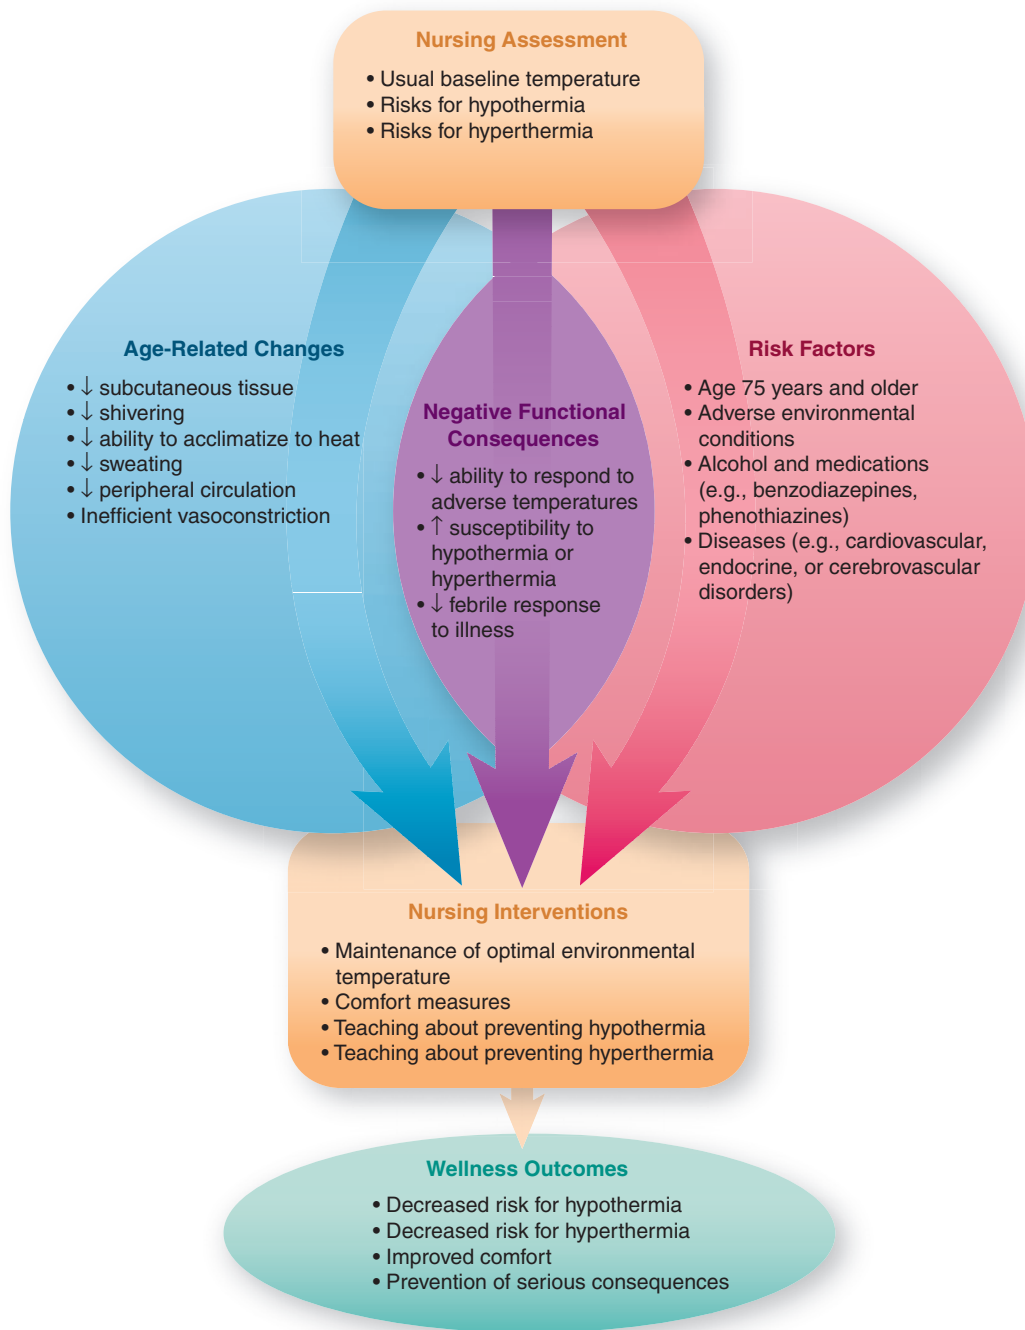 Nursing Assessment
• Usual baseline temperature
• Risks for hypothermia
• Risks for hyperthermia
Age-Related Changes
• ↓ subcutaneous tissue
• ↓ shivering
• ↓ ability to acclimatize to heat
• ↓ sweating
• ↓ peripheral circulation
• Inefficient vasoconstriction
Negative Functional
Consequences
• ↓ ability to respond to
adverse temperatures
• ↑ susceptibility to
hypothermia or
hyperthermia
• ↓ febrile response
to illness
Risk Factors
• Age 75 years and older
• Adverse environmental
conditions
• Alcohol and medications
(e.g., benzodiazepines,
phenothiazines)
• Diseases (e.g., cardiovascular,
endocrine, or cerebrovascular
disorders)
Nursing Interventions
• Maintenance of optimal environmental
temperature
• Comfort measures
• Teaching about preventing hypothermia
• Teaching about preventing hyperthermia
Wellness Outcomes
• Decreased risk for hypothermia
• Decreased risk for hyperthermia
• Improved comfort
• Prevention of serious consequences